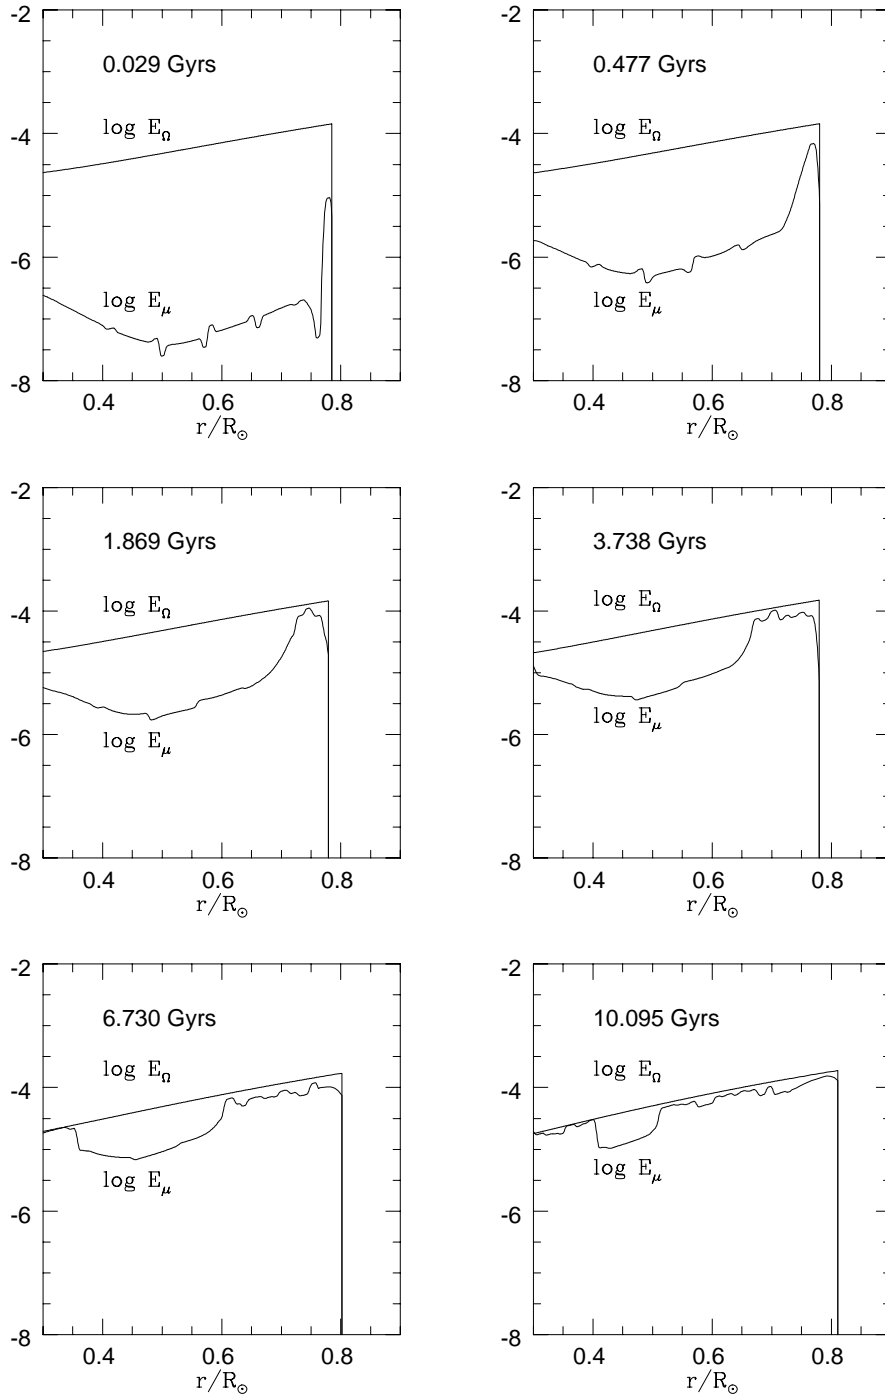 -2
-4
-6
-8
0.029 Gyrs
log E_Ω
log E_μ
0.4 0.6 0.8
r/R_⊙
-2
-4
-6
-8
0.477 Gyrs
log E_Ω
log E_μ
0.4 0.6 0.8
r/R_⊙
-2
-4
-6
-8
1.869 Gyrs
log E_Ω
log E_μ
0.4 0.6 0.8
r/R_⊙
-2
-4
-6
-8
3.738 Gyrs
log E_Ω
log E_μ
0.4 0.6 0.8
r/R_⊙
-2
-4
-6
-8
6.730 Gyrs
log E_Ω
log E_μ
0.4 0.6 0.8
r/R_⊙
-2
-4
-6
-8
10.095 Gyrs
log E_Ω
log E_μ
0.4 0.6 0.8
r/R_⊙